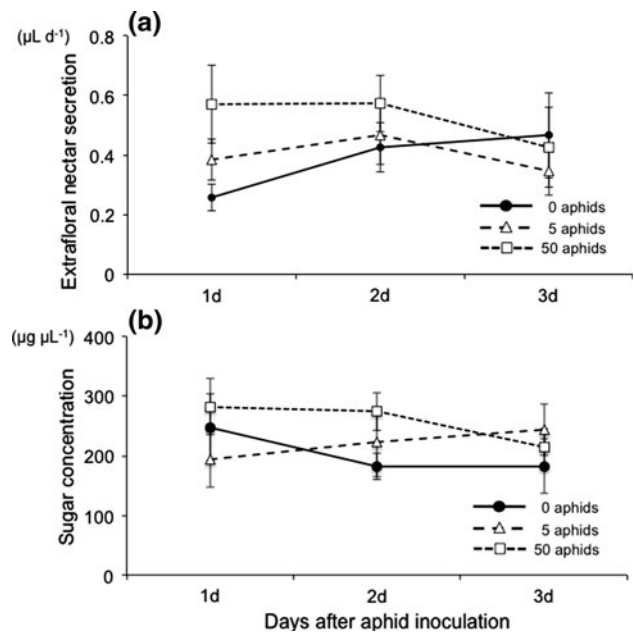 (a)
(µL d⁻¹)
Extrafloral nectar secretion
0.8
0.6
0.4
0.2
0
0 aphids
5 aphids
50 aphids
1d 2d 3d
(b)
(µg µL⁻¹)
Sugar concentration
400
300
200
100
0
0 aphids
5 aphids
50 aphids
1d 2d 3d
Days after aphid inoculation